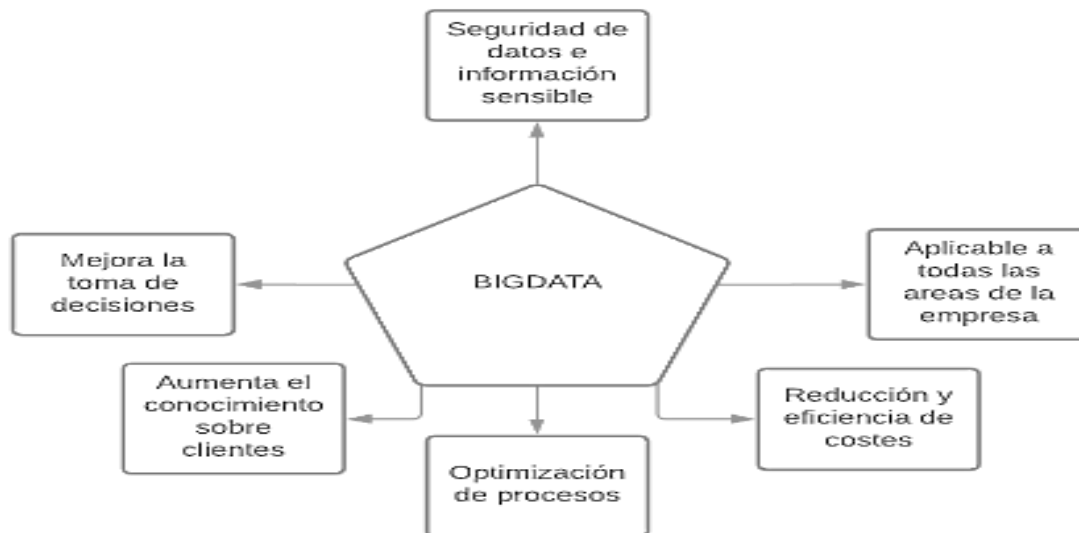 Seguridad de
datos e
información
sensible
Mejora la
toma de
decisiones
BIGDATA
Aplicable a
todas las
areas de la
empresa
Aumenta el
conocimiento
sobre
clientes
Optimización
de procesos
Reducción y
eficiencia de
costes